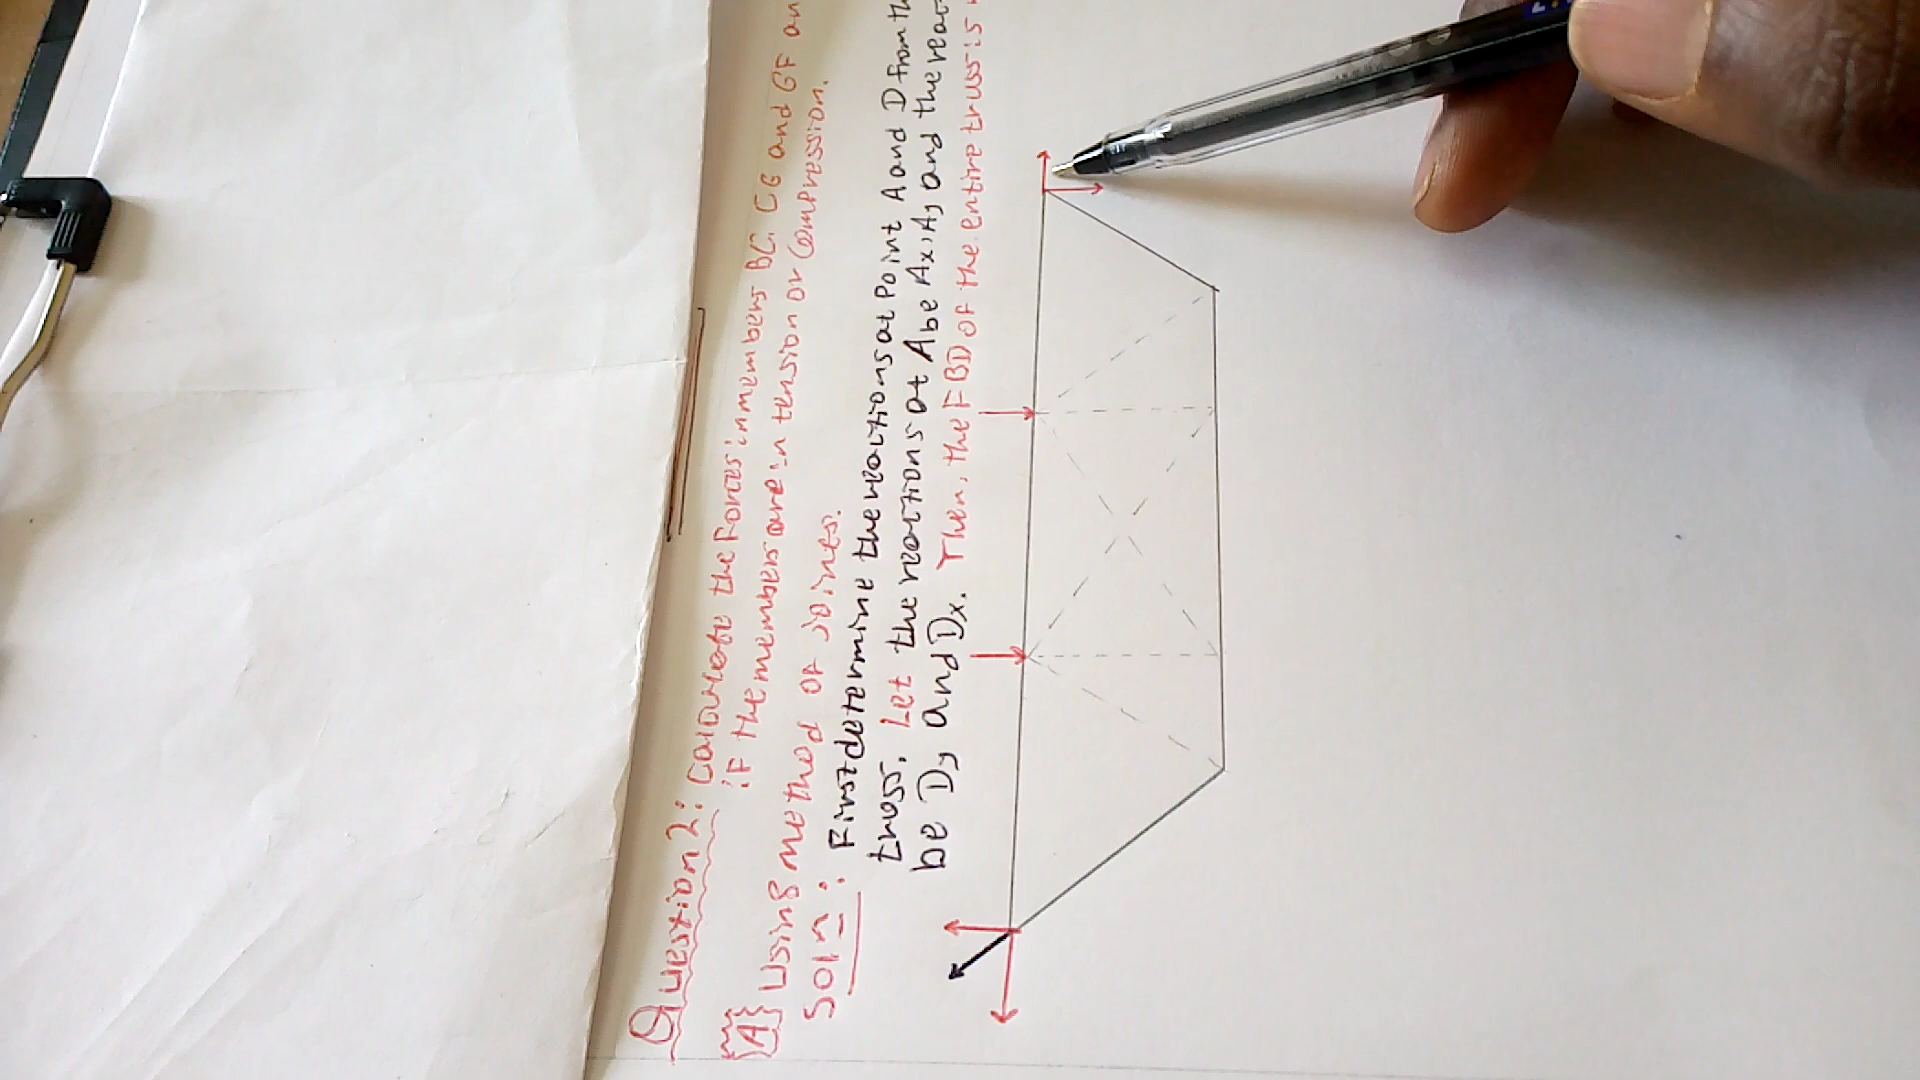 Question 2: Calculate the forces in members BC, CG and GF an
if the members are in tension or compression.
{A} Using method of joints.
Soln: First determine the reactions at Point A and D from th
truss. Let the reactions at A be Ax, Ay and the reac
be Dy and Dx. Then, the FBD of the entire truss is